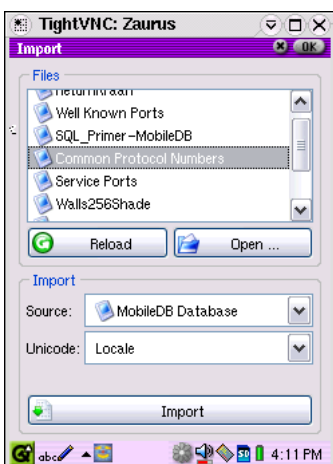 TightVNC: Zaurus
Import
OK
Files
Well Known Ports
SQL_Primer-MobileDB
Common Protocol Numbers
Service Ports
Walls256Shade
Reload
Open ...
Import
Source:
MobileDB Database
Unicode:
Locale
Import
abc
SD
4:11 PM